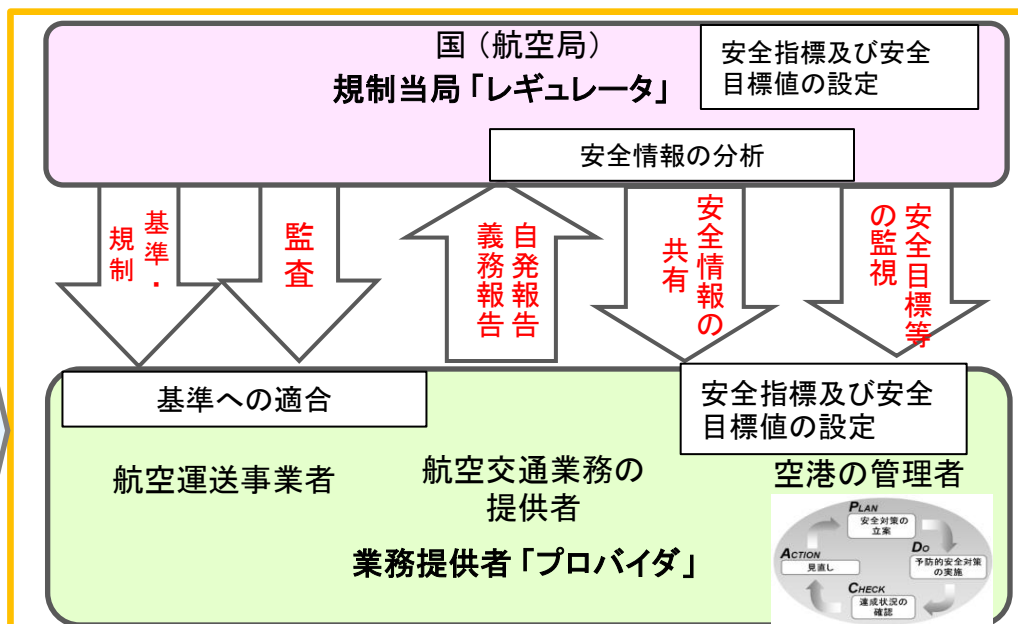 国（航空局）
規制当局「レギュレータ」
安全指標及び安全
目標値の設定
安全情報の分析
基準・
規制
監査
自発報告
義務報告
安全情報の
共有
安全目標等
の監視
基準への適合
安全指標及び安全
目標値の設定
航空運送事業者
航空交通業務の
提供者
空港の管理者
業務提供者「プロバイダ」
PLAN
安全対策の
立案
DO
予防的安全対策
の実施
CHECK
達成状況の
確認
ACTION
見直し